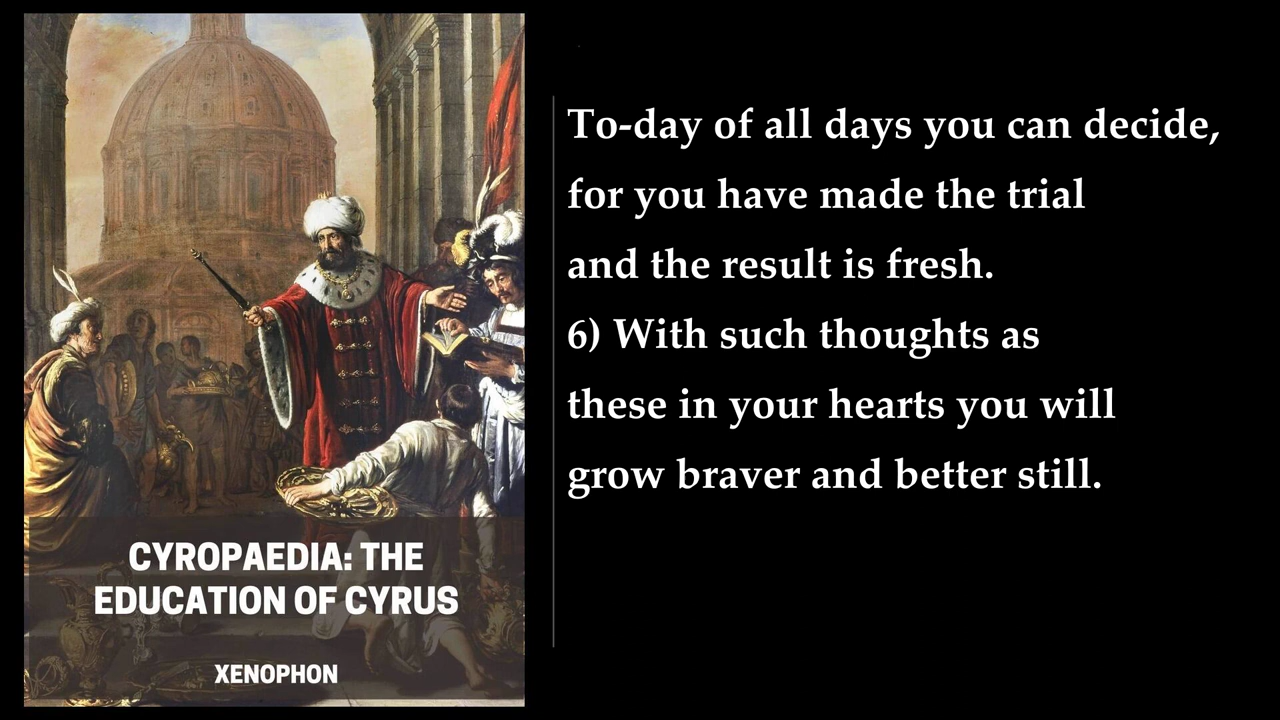 CYROPAEDIA: THE
EDUCATION OF CYRUS
XENOPHON
To-day of all days you can decide,
for you have made the trial
and the result is fresh.
6) With such thoughts as
these in your hearts you will
grow braver and better still.